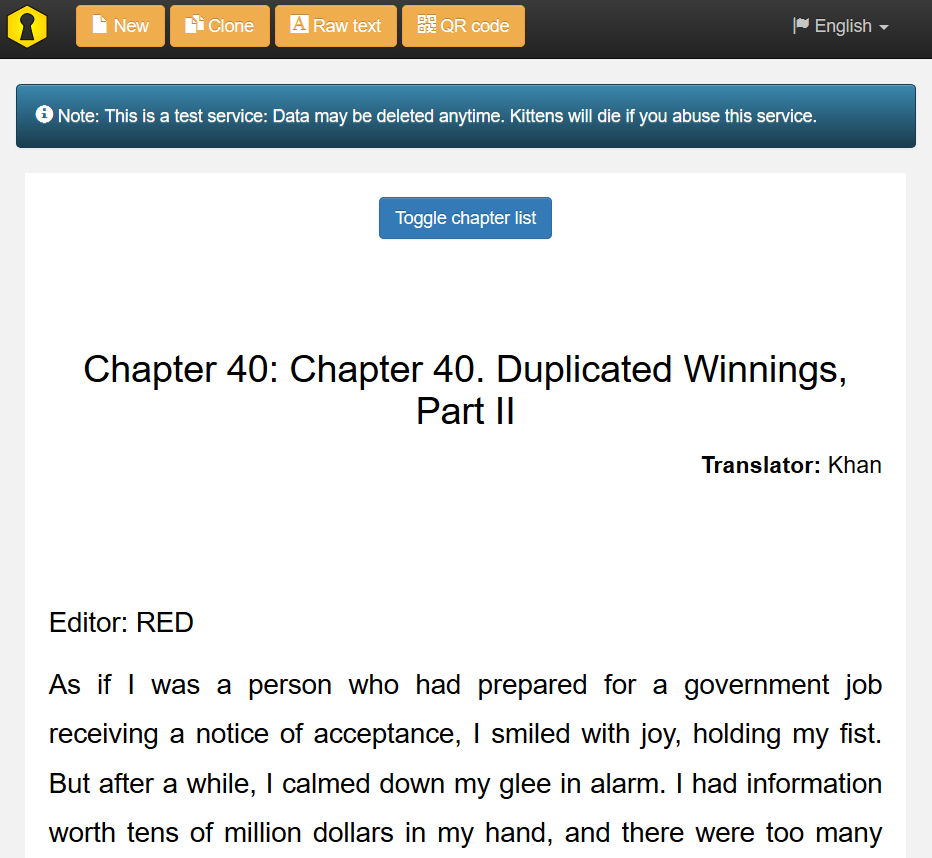 New Clone Raw text QR code English
Note: This is a test service: Data may be deleted anytime. Kittens will die if you abuse this service.
Toggle chapter list
Chapter 40: Chapter 40. Duplicated Winnings,
Part II
Translator: Khan
Editor: RED
As if I was a person who had prepared for a government job
receiving a notice of acceptance, I smiled with joy, holding my fist.
But after a while, I calmed down my glee in alarm. I had information
worth tens of million dollars in my hand, and there were too many